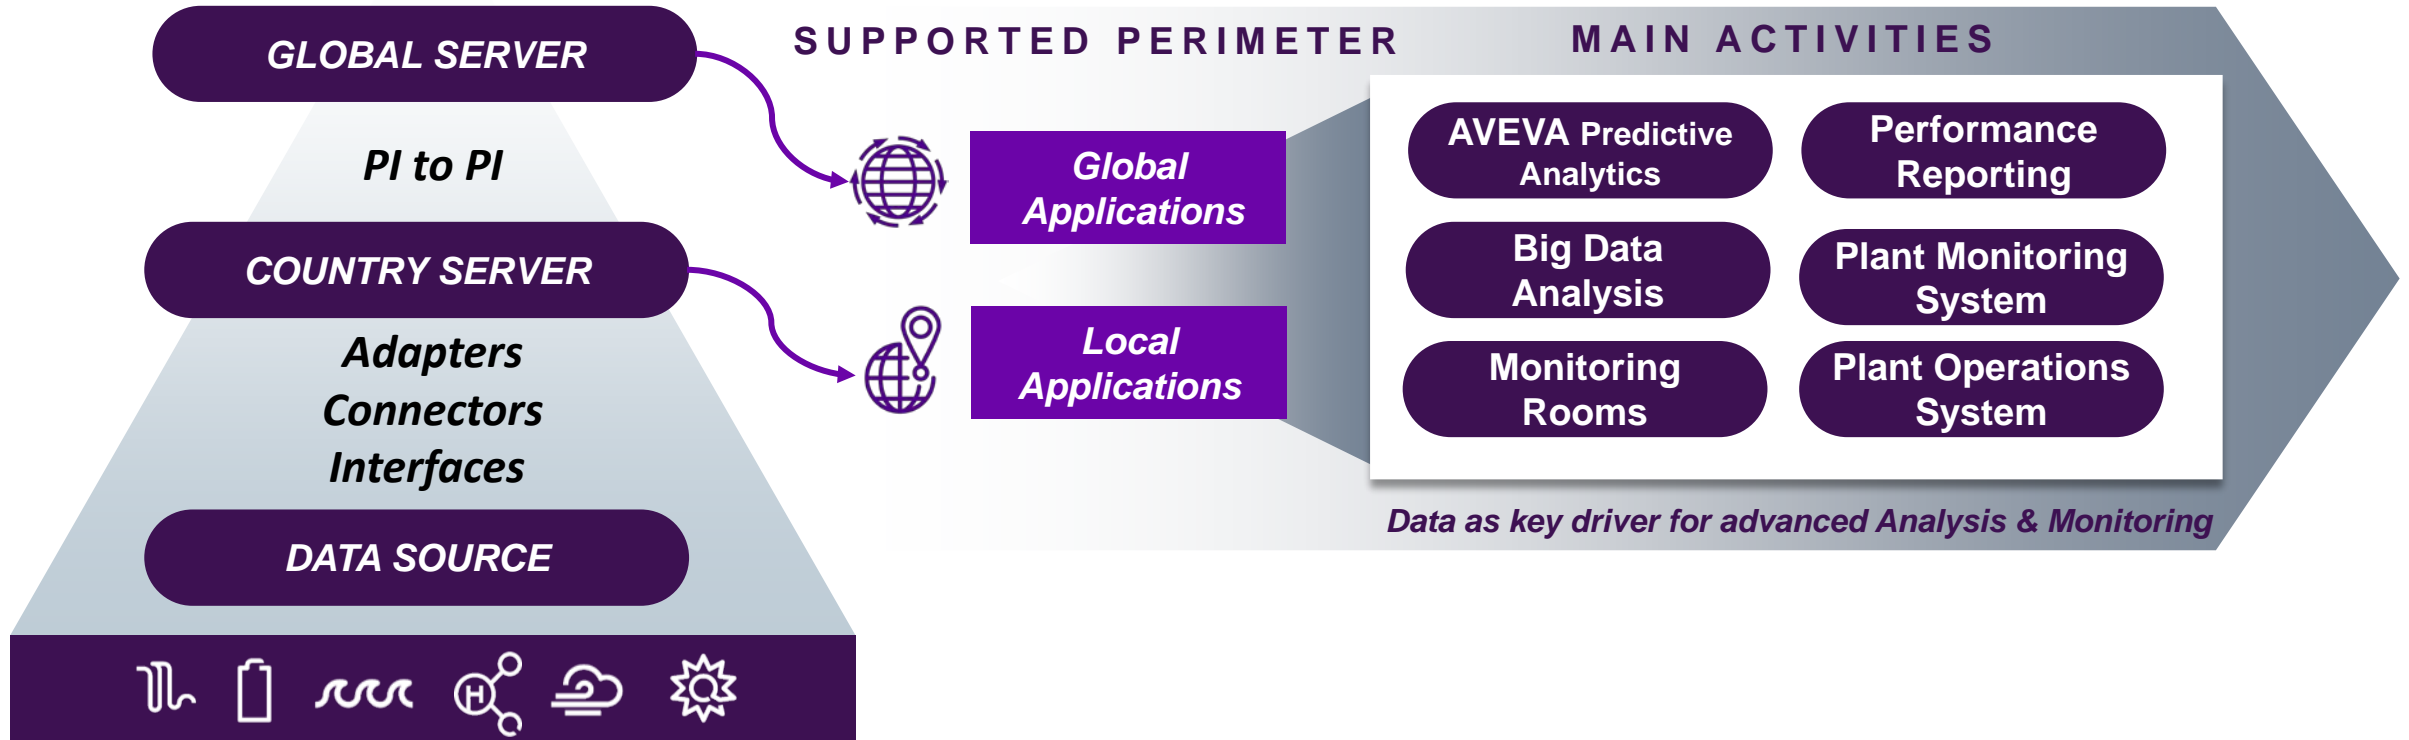 GLOBAL SERVER
PI to PI
COUNTRY SERVER
Adapters
Connectors
Interfaces
DATA SOURCE
H
SUPPORTED PERIMETER
Global
Applications
Local
Applications
MAIN ACTIVITIES
AVEVA Predictive
Analytics
Performance
Reporting
Big Data
Analysis
Plant Monitoring
System
Monitoring
Rooms
Plant Operations
System
Data as key driver for advanced Analysis & Monitoring